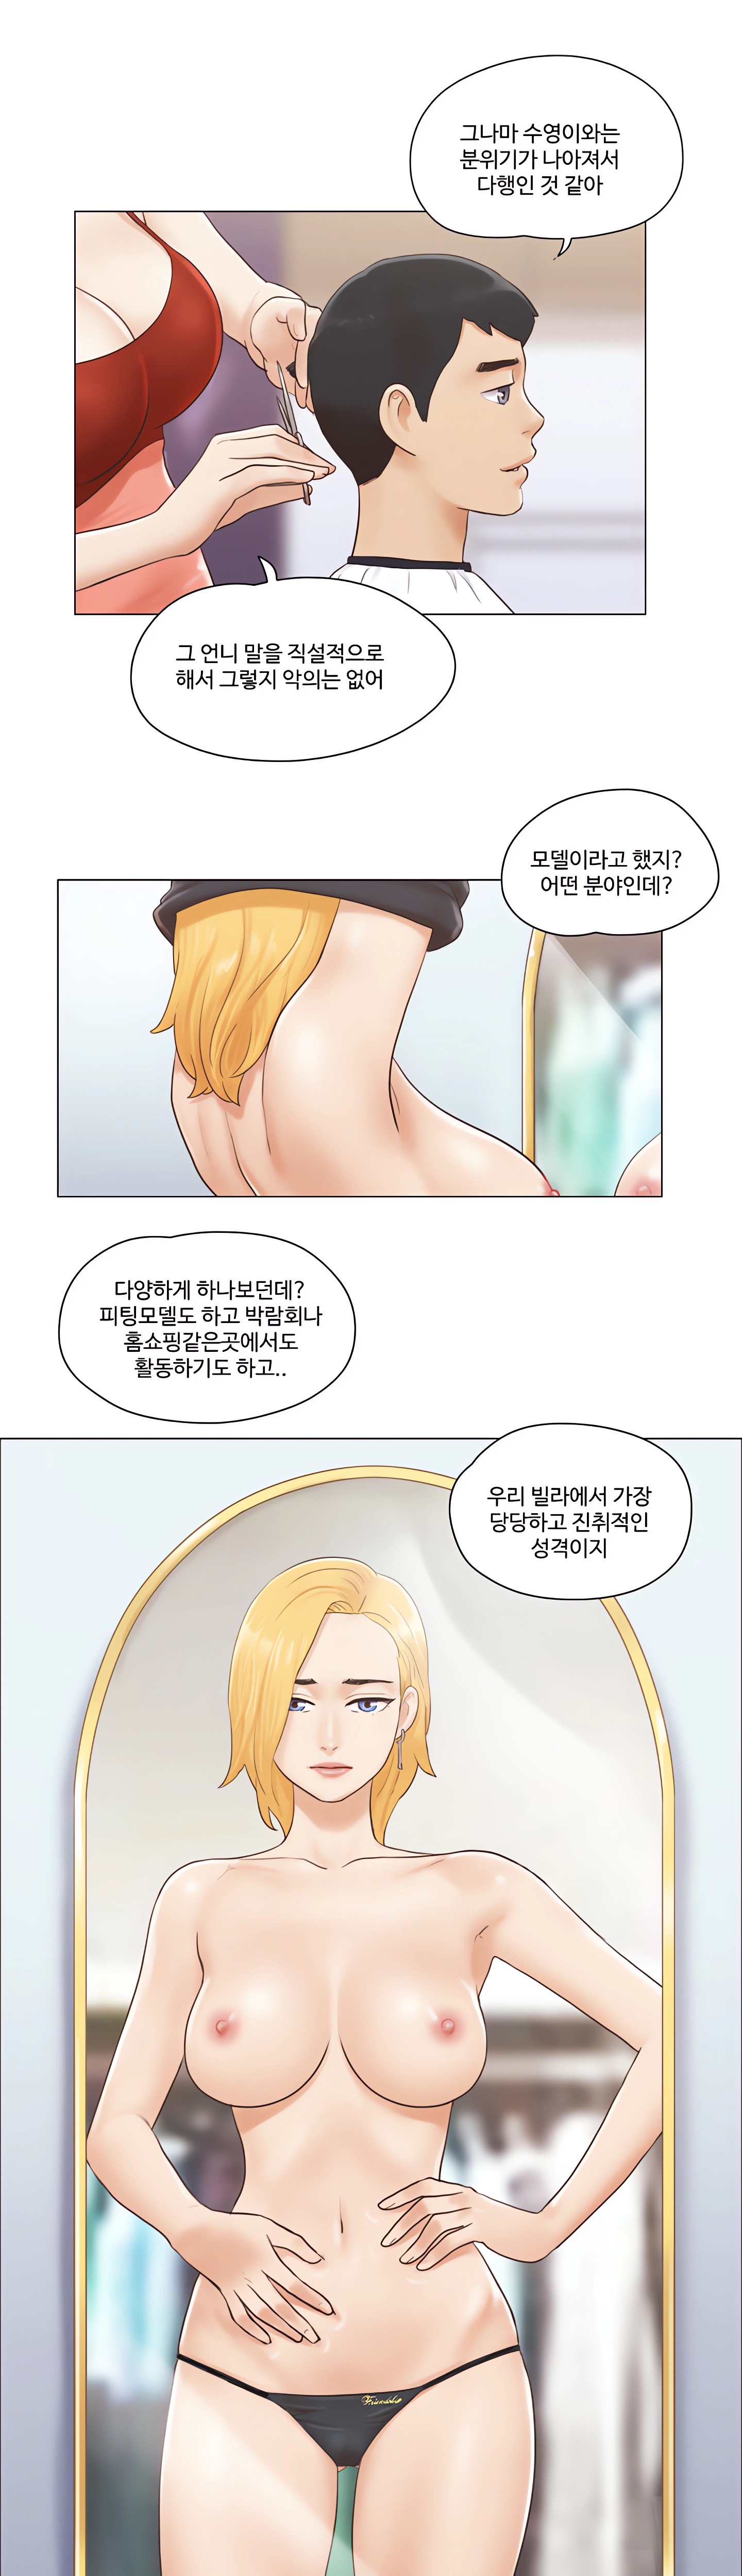 그나마 수영이와는
분위기가 나아져서
다행인 것 같아
그 언니 말을 직설적으로
해서 그렇지 악의는 없어
모델이라고 했지?
어떤 분야인데?
다양하게 하나보던데?
피팅모델도 하고 박람회나
홈쇼핑같은곳에서도
활동하기도 하고..
우리 빌라에서 가장
당당하고 진취적인
성격이지